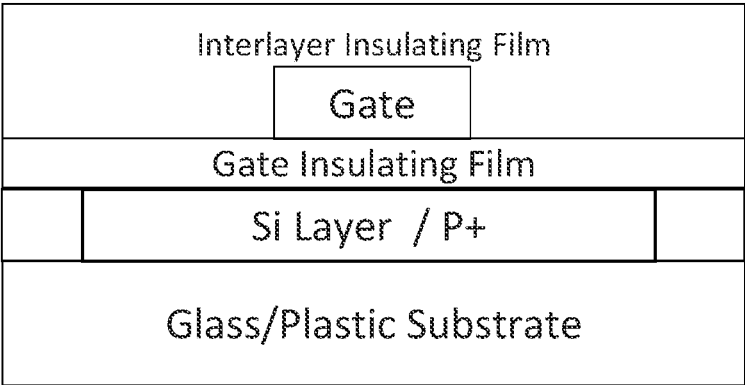 Interlayer Insulating Film
Gate
Gate Insulating Film
Si Layer / P+
Glass/Plastic Substrate